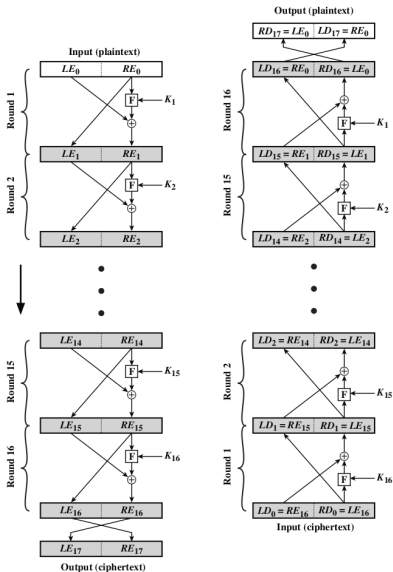 Input (plaintext)
LE₀ RE₀
F K₁
Round 1
LE₁ RE₁
F K₂
Round 2
LE₂ RE₂
LE₁₄ RE₁₄
F K₁₅
Round 15
LE₁₅ RE₁₅
F K₁₆
Round 16
LE₁₆ RE₁₆
LE₁₇ RE₁₇
Output (ciphertext)
Output (plaintext)
RD₁₇ = LE₀ LD₁₇ = RE₀
LD₁₆ = RE₀ RD₁₆ = LE₀
Round 16
F K₁
LD₁₅ = RE₁ RD₁₅ = LE₁
Round 15
F K₂
LD₁₄ = RE₂ RD₁₄ = LE₂
LD₂ = RE₁₄ RD₂ = LE₁₄
Round 2
F K₁₅
LD₁ = RE₁₅ RD₁ = LE₁₅
Round 1
F K₁₆
LD₀ = RE₁₆ RD₀ = LE₁₆
Input (ciphertext)